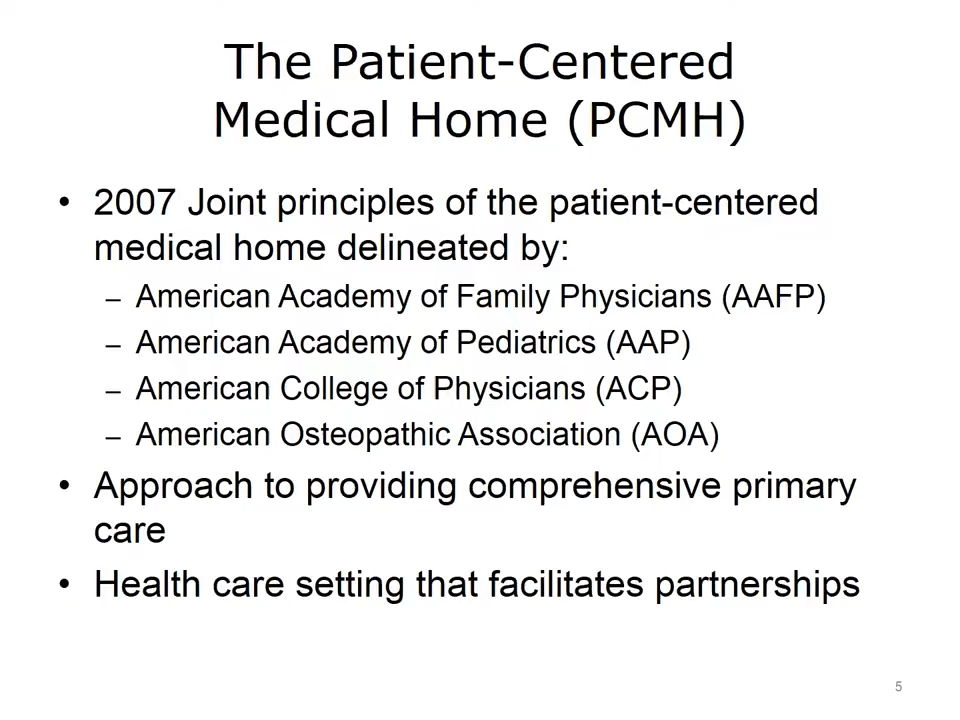 The Patient-Centered
Medical Home (PCMH)
• 2007 Joint principles of the patient-centered
medical home delineated by:
– American Academy of Family Physicians (AAFP)
– American Academy of Pediatrics (AAP)
– American College of Physicians (ACP)
– American Osteopathic Association (AOA)
• Approach to providing comprehensive primary
care
• Health care setting that facilitates partnerships
5